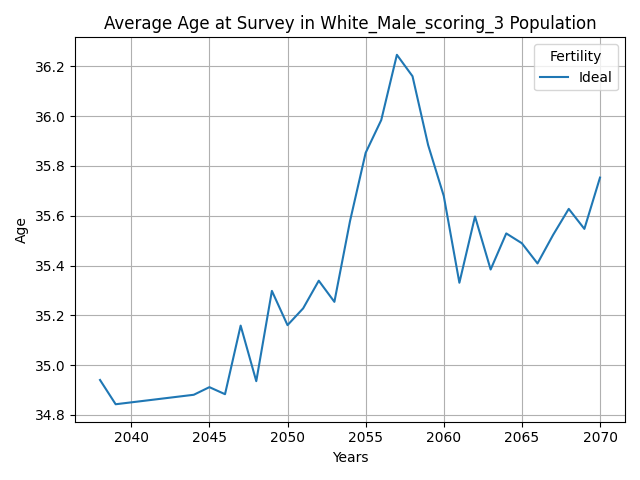 Average Age at Survey in White_Male_scoring_3 Population
Fertility
Ideal
Age
36.2
36.0
35.8
35.6
35.4
35.2
35.0
34.8
2040 2045 2050 2055 2060 2065 2070
Years